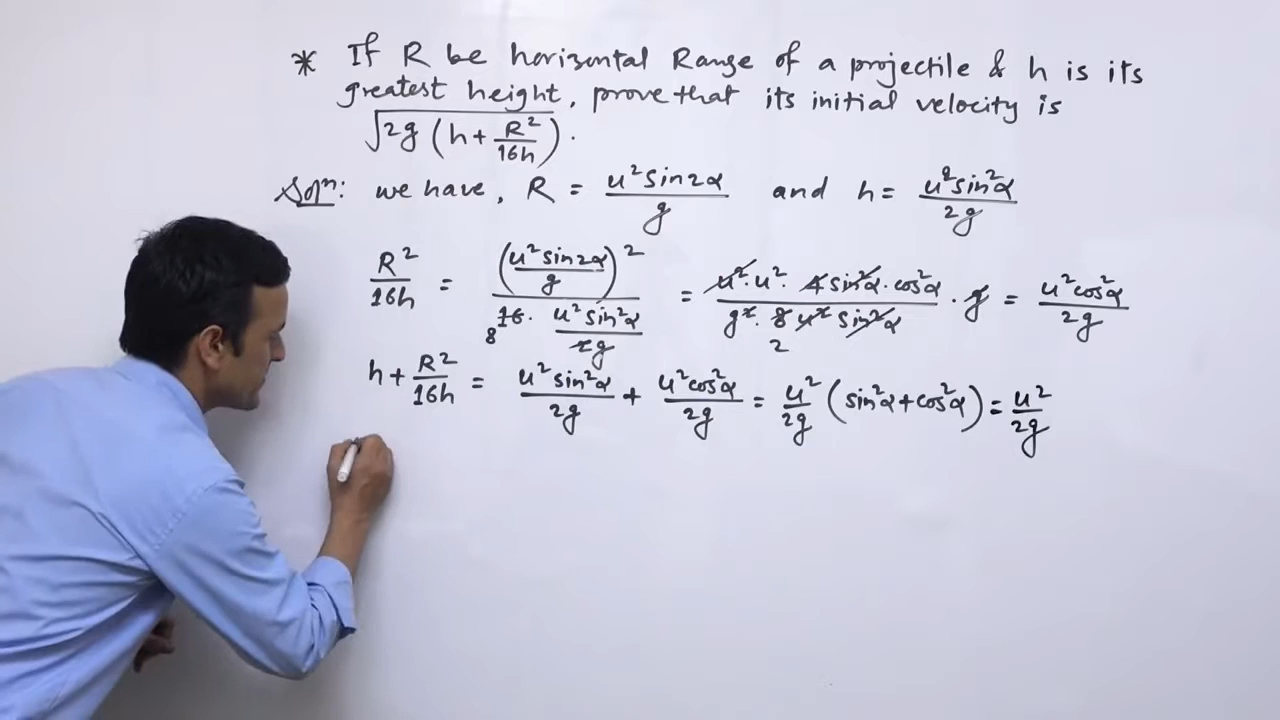 * If R be horizontal Range of a projectile & h is its
greatest height, prove that its initial velocity is
√(2g (h + R²/16h)).
Solⁿ: we have, R = u² sin2α / g and h = u² sin²α / 2g
R²/16h = (u² sin2α / g)² / (16 8 · u² sin²α / 2g) = u² · u² · 4 sin²α · cos²α / (g² · 8 2 u² sin²α) · g = u² cos²α / 2g
h + R²/16h = u² sin²α / 2g + u² cos²α / 2g = u²/2g (sin²α + cos²α) = u²/2g